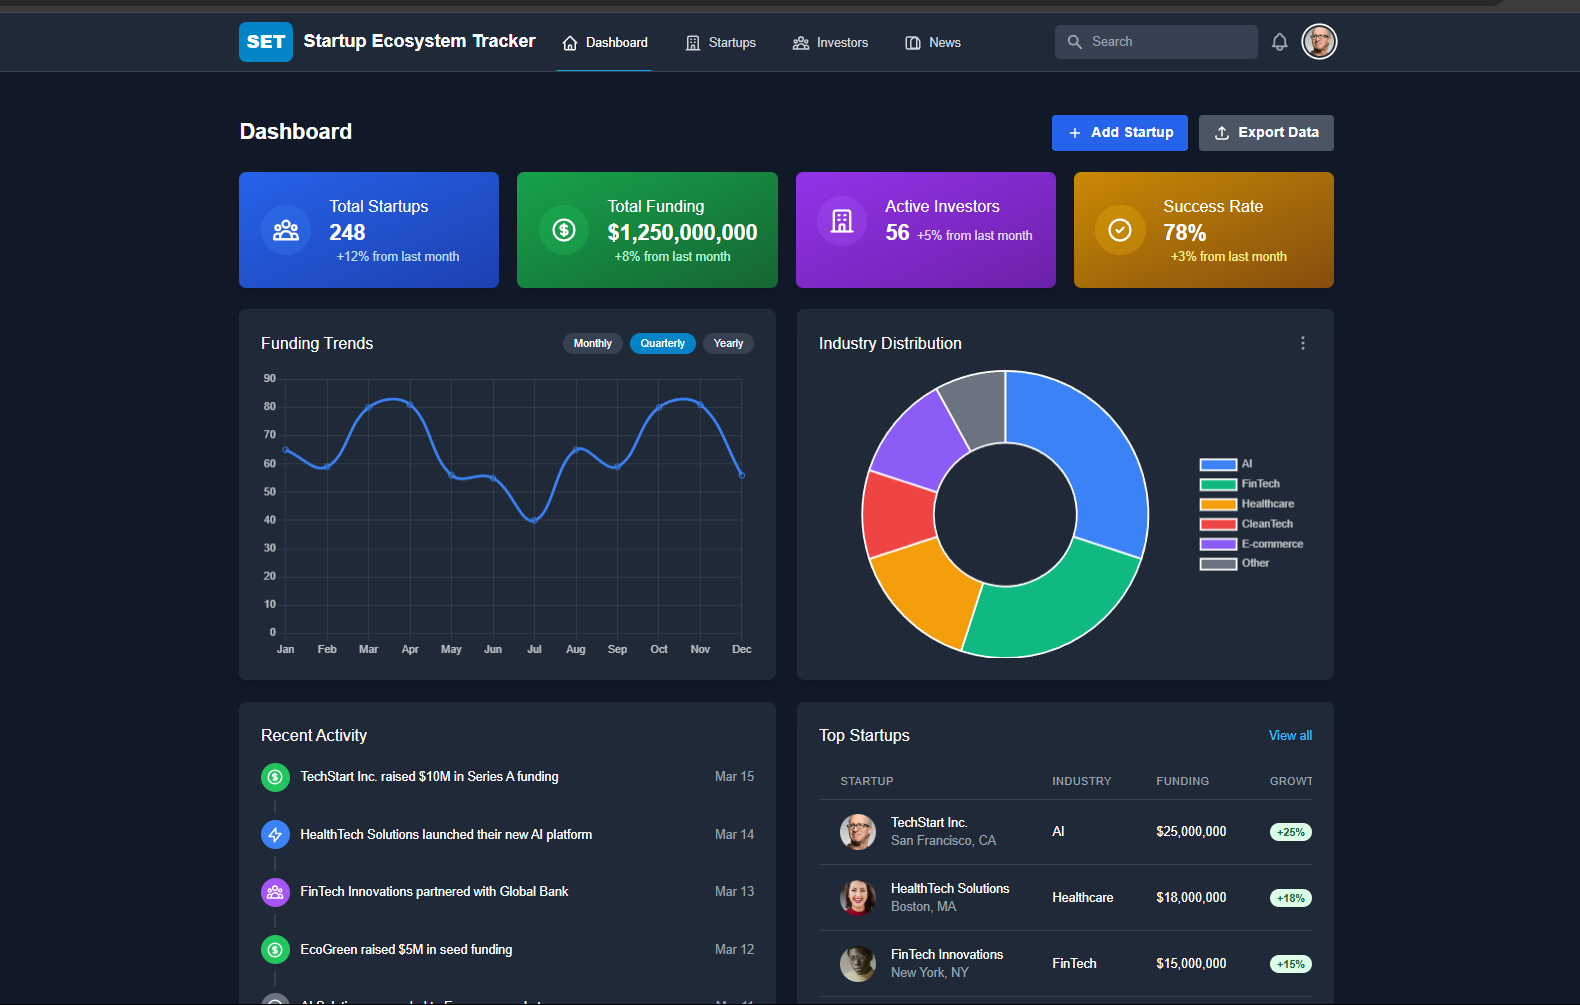 SET Startup Ecosystem Tracker Dashboard Startups Investors News Search
Dashboard
Add Startup Export Data
Total Startups
248
+12% from last month
Total Funding
$1,250,000,000
+8% from last month
Active Investors
56 +5% from last month
Success Rate
78%
+3% from last month
Funding Trends
Monthly Quarterly Yearly
90
80
70
60
50
40
30
20
10
0
Jan Feb Mar Apr May Jun Jul Aug Sep Oct Nov Dec
Industry Distribution
AI
FinTech
Healthcare
CleanTech
E-commerce
Other
Recent Activity
TechStart Inc. raised $10M in Series A funding Mar 15
HealthTech Solutions launched their new AI platform Mar 14
FinTech Innovations partnered with Global Bank Mar 13
EcoGreen raised $5M in seed funding Mar 12
Top Startups View all
STARTUP INDUSTRY FUNDING GROWT
TechStart Inc.
San Francisco, CA
AI $25,000,000 +25%
HealthTech Solutions
Boston, MA
Healthcare $18,000,000 +18%
FinTech Innovations
New York, NY
FinTech $15,000,000 +15%